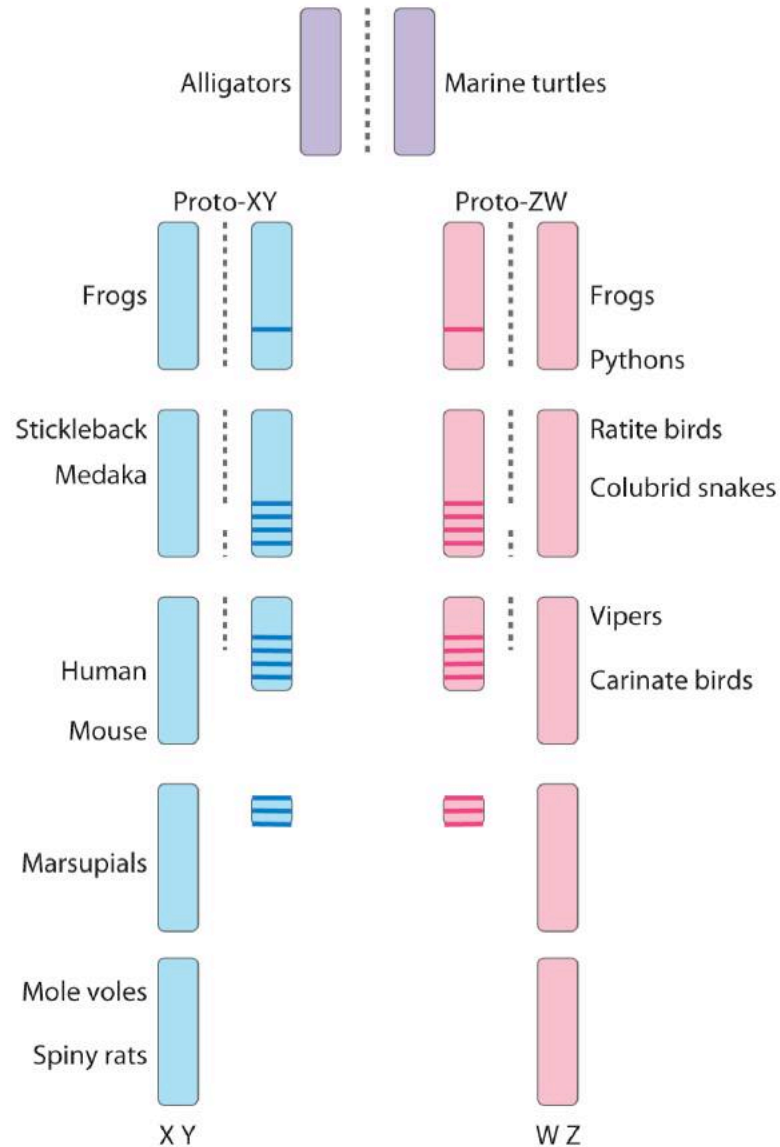 Alligators
Marine turtles
Proto-XY
Proto-ZW
Frogs
Frogs
Pythons
Stickleback
Medaka
Ratite birds
Colubrid snakes
Human
Mouse
Vipers
Carinate birds
Marsupials
Mole voles
Spiny rats
X Y
W Z